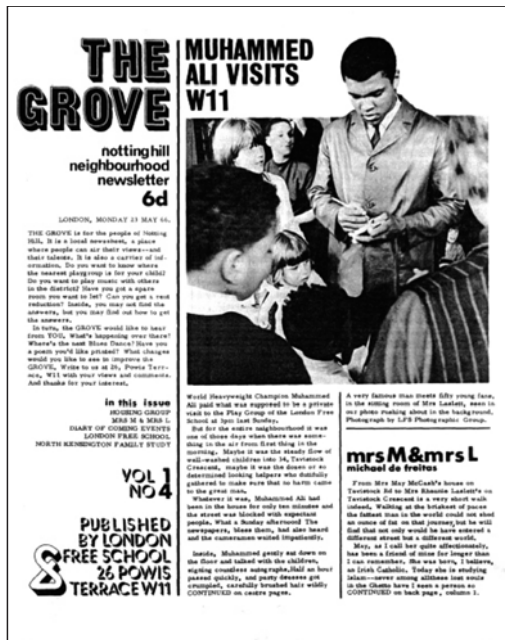 THE
GROVE
notting hill
neighbourhood
newsletter
6d
LONDON, MONDAY 23 MAY 66.
THE GROVE is for the people of Notting
Hill. It is a local newssheet, a place
where people can air their views--and
their talents. It is also a carrier of inf-
ormation. Do you want to know where
the nearest playgroup is for your child?
Do you want to play music with others
in the district? Have you got a spare
room you want to let? Can you get a rent
reduction? Inside, you may not find the
answers, but you may find out how to get
the answers.
In turn, the GROVE would like to hear
from YOU. What's happening over there?
Where's the next Blues Dance? Have you
a poem you'd like printed? What changes
would you like to see to improve the
GROVE. Write to us at 26, Powis Terr-
ace, W11 with your views and comments.
And thanks for your interest.
in this issue
HOUSING GROUP
MRS M & MRS L
DIARY OF COMING EVENTS
LONDON FREE SCHOOL
NORTH KENSINGTON FAMILY STUDY
VOL 1
NO 4
PUBLISHED
BY LONDON
FREE SCHOOL
26 POWIS
TERRACE W11
MUHAMMED
ALI VISITS
W11
World Heavyweight Champion Muhammed
Ali paid what was supposed to be a private
visit to the Play Group of the London Free
School at 3pm last Sunday.
But for the entire neighbourhood it was
one of those days when there was some-
thing in the air from first thing in the
morning. Maybe it was the steady flow of
well-washed children into 34, Tavistock
Crescent, maybe it was the dozen or so
determined looking helpers who dutifully
gathered to make sure that no harm came
to the great man.
Whatever it was, Muhammed Ali had
been in the house for only ten minutes and
the street was blocked with expectant
people. What a Sunday afternoon! The
newspapers, bless them, had also heard
and the cameramen waited impatiently.
Inside, Muhammed gently sat down on
the floor and talked with the children,
signing countless autographs. Half an hour
passed quickly, and party dresses got
crumpled, carefully brushed hair wildly
CONTINUED on centre pages.
A very famous man meets fifty young fans,
in the sitting room of Mrs Laslett, seen in
our photo rushing about in the background.
Photograph by LFS Photographic Group.
mrs M & mrs L
michael de freitas
From Mrs May McCash's house on
Tavistock Rd to Mrs Rhaunie Laslett's on
Tavistock Crescent is a very short walk
indeed. Walking at the briskest of paces
the fattest man in the world could not shed
an ounce of fat on that journey, but he will
find that not only would he have entered a
different street but a different world.
May, as I call her quite affectionately,
has been a friend of mine for longer than
I can remember. She was born, I believe,
an Irish Catholic. Today she is studying
Islam--never among all these lost souls
in the Ghetto have I seen a person so
CONTINUED on back page, column 1.